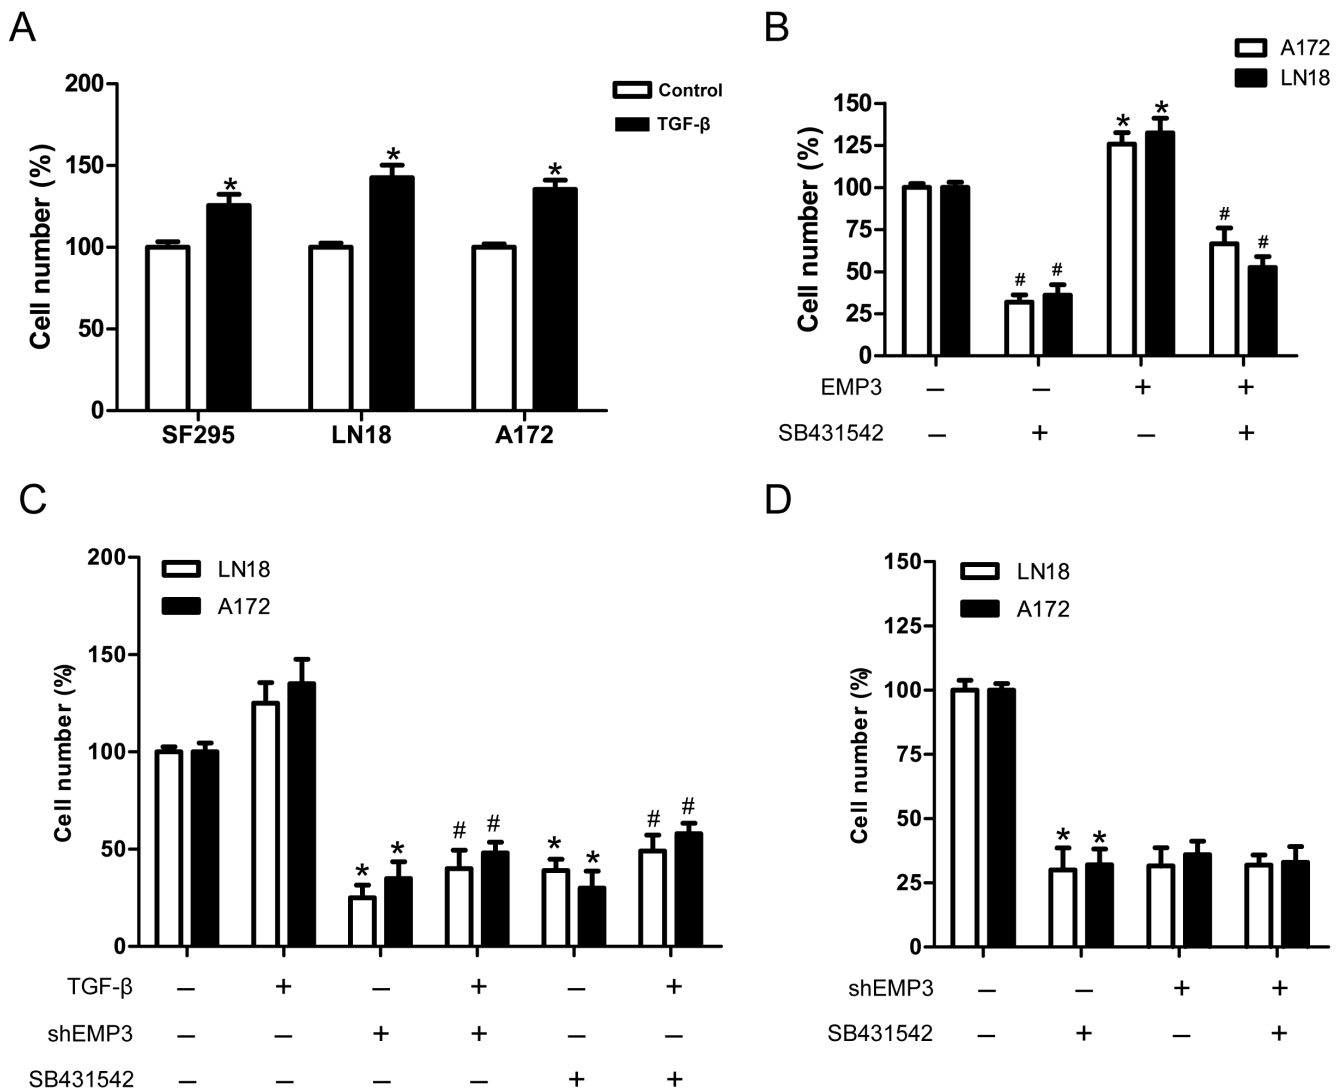 A
Cell number (%)
200
150
100
50
0
* * *
SF295 LN18 A172
Control
TGF-β
B
A172
LN18
Cell number (%)
150
125
100
75
50
25
0
# # * * # #
EMP3 – – + +
SB431542 – + – +
C
LN18
A172
Cell number (%)
200
150
100
50
0
* * # # * * # #
TGF-β – + – + – +
shEMP3 – – + + – –
SB431542 – – – – + +
D
LN18
A172
Cell number (%)
150
125
100
75
50
25
0
* *
shEMP3 – – + +
SB431542 – + – +